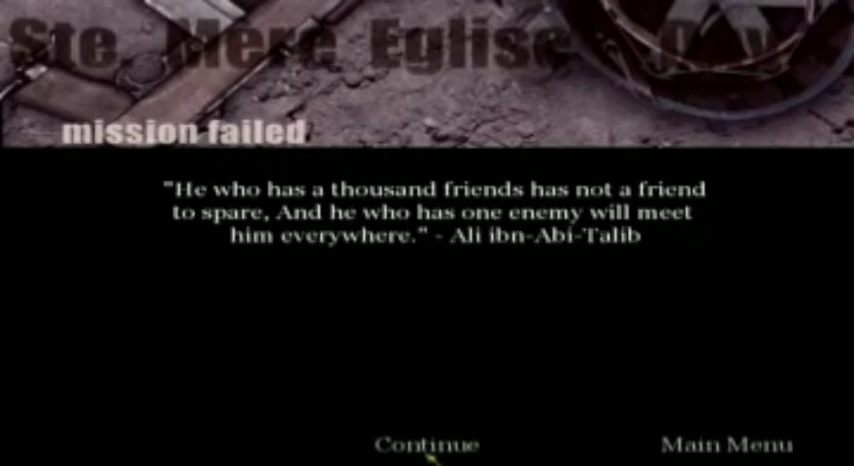 Ste. Mere Eglise - Day
mission failed
"He who has a thousand friends has not a friend
to spare, And he who has one enemy will meet
him everywhere." - Ali ibn-Abi-Talib
Continue
Main Menu